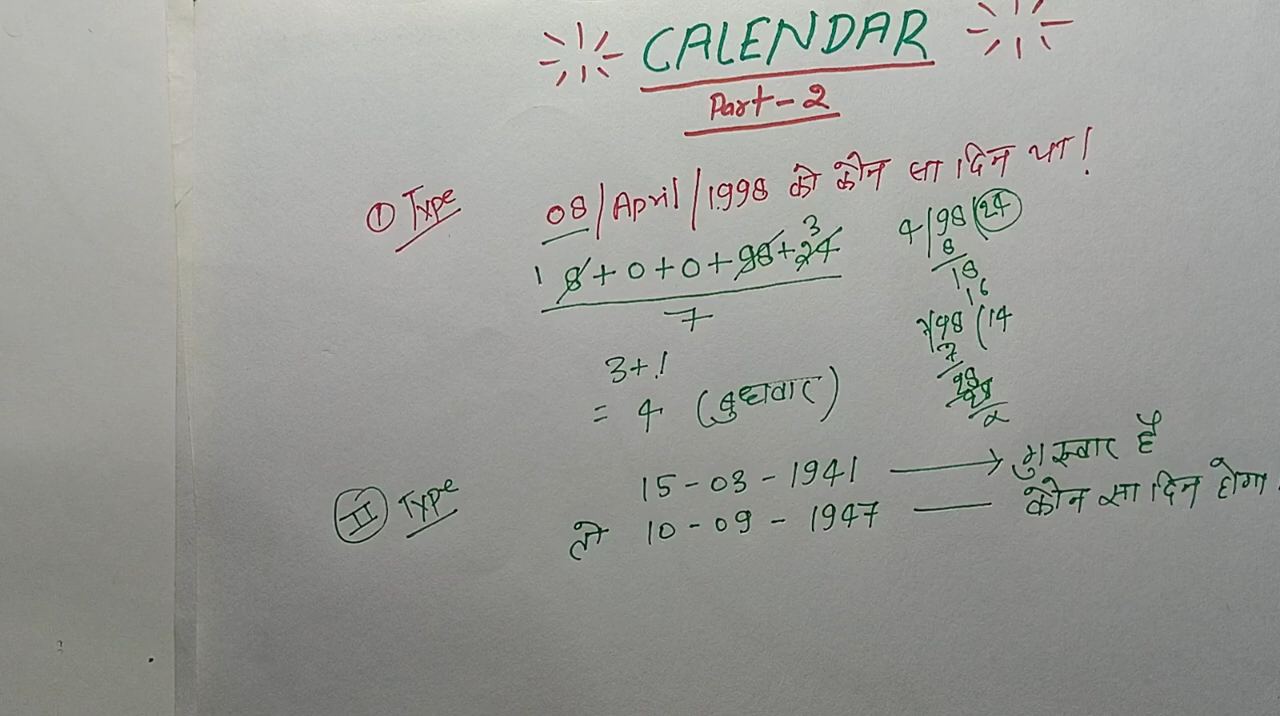 CALENDAR
Part-2
① Type 08/April/1998 को कौन सा दिन था!
1 8+0+0+98+24 3
7
3+1
= 4 (बुधवार)
4/98(24
8
18
16
7/98(14
7
28
28
x
II Type 15-03-1941 → गुरुवार है
तो 10-09-1947 — कौन सा दिन होगा.